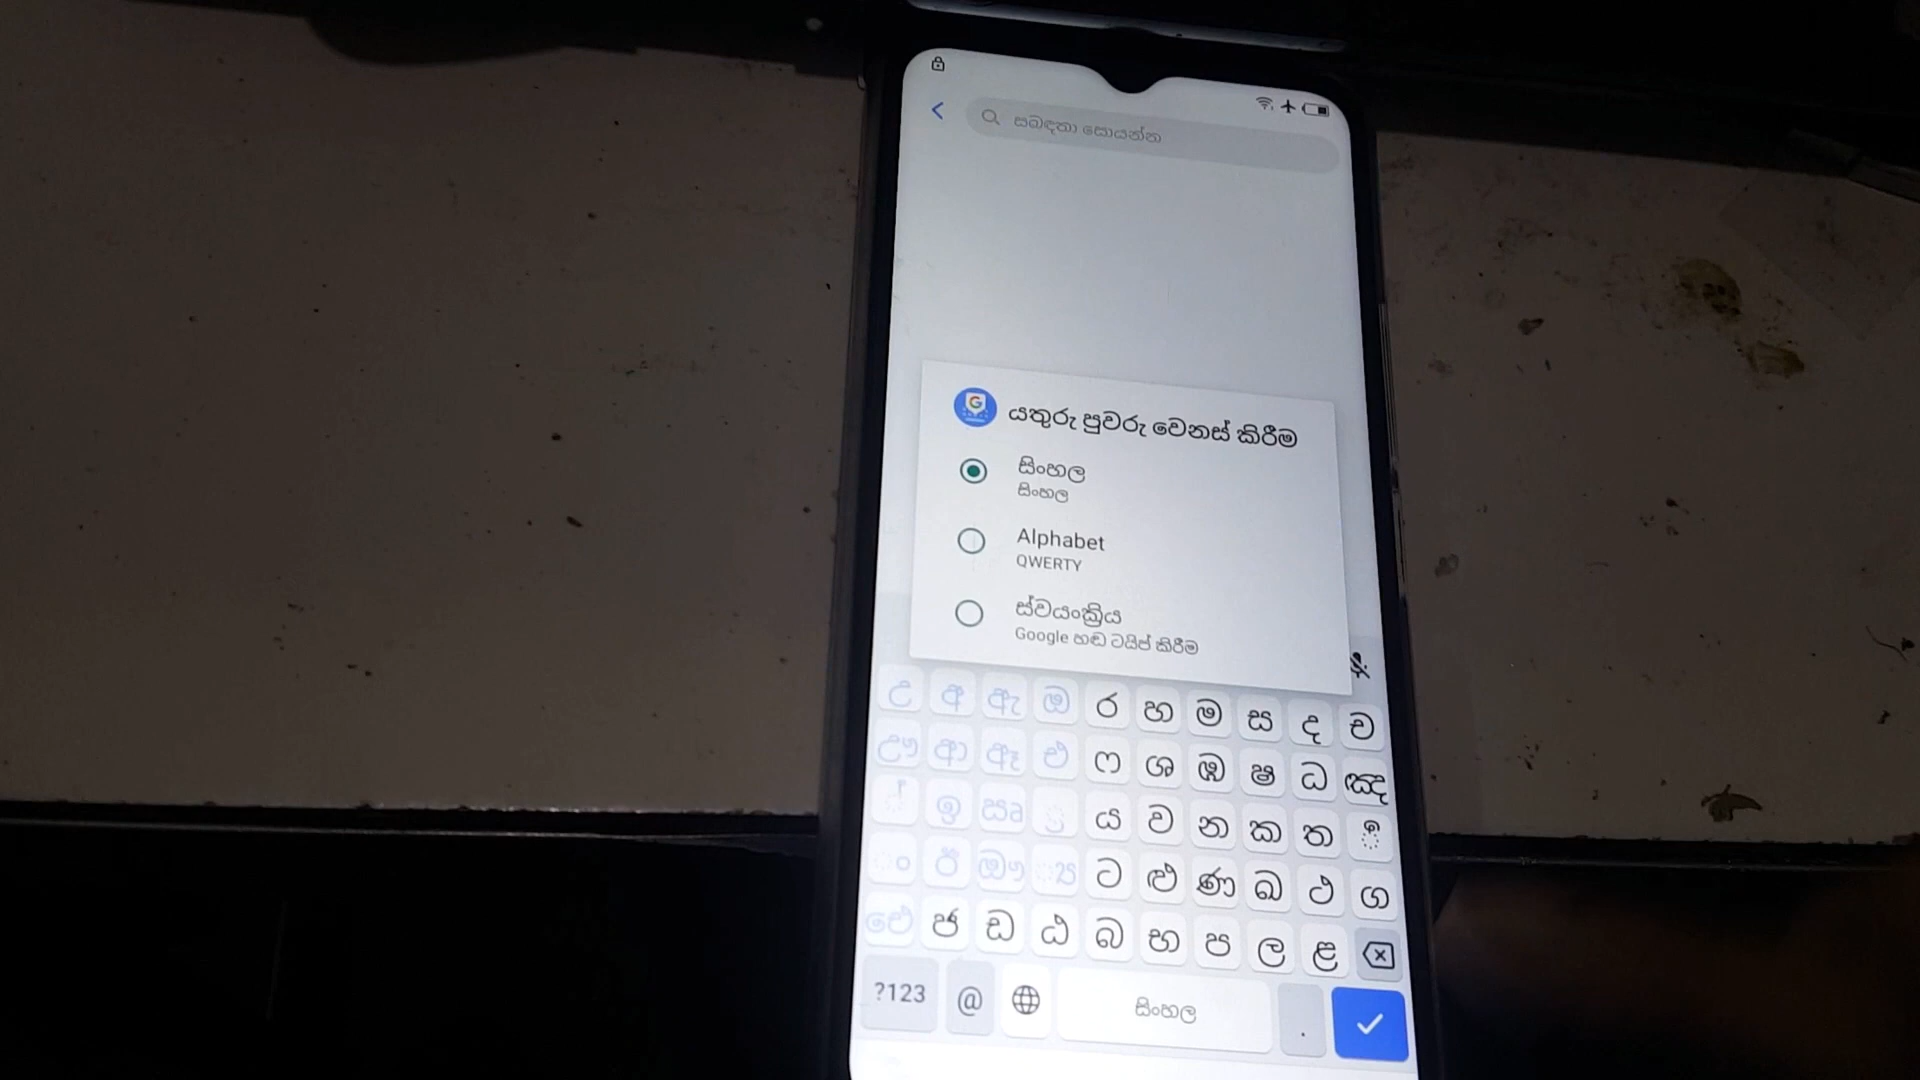 සබඳතා සොයන්න
යතුරු පුවරු වෙනස් කිරීම
සිංහල
සිංහල
Alphabet
QWERTY
ස්වයංක්‍රිය
Google හඬ ටයිප් කිරීම
උ අ ඇ ඔ ර හ ම ස ද ච
ඌ ආ ඈ එ ෆ ශ ඹ ෂ ධ ඤ
ඉ ඍ ්‍ර ය ව න ක ත ී
ං ඊ ඖ ්‍ය ට ළු ණ ඛ ථ ග
ඓ ජ ඩ ඨ බ භ ප ල ළ
?123 @ සිංහල .